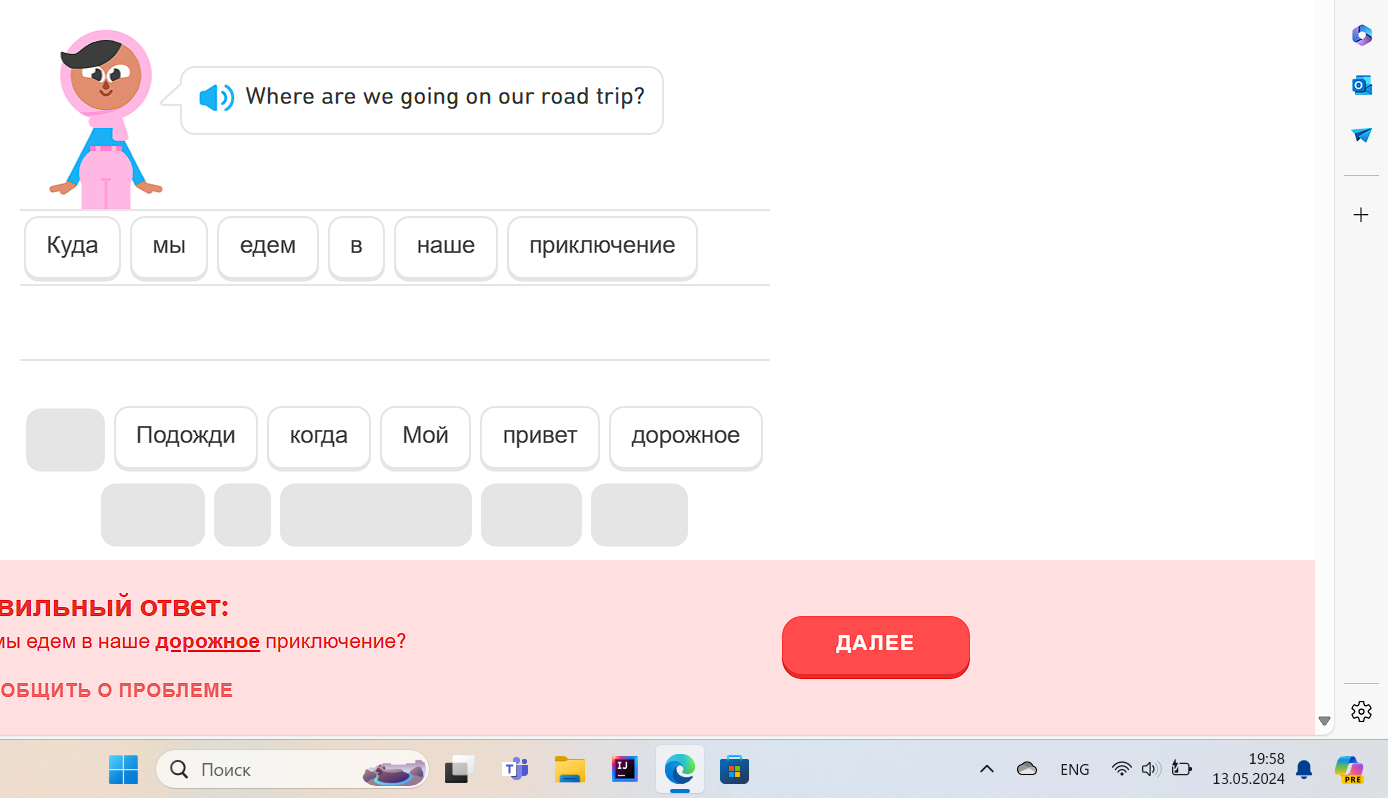 Where are we going on our road trip?
Куда мы едем в наше приключение
Подожди когда Мой привет дорожное
вильный ответ:
мы едем в наше дорожное приключение?
ДАЛЕЕ
ОБЩИТЬ О ПРОБЛЕМЕ
Поиск
ENG
19:58
13.05.2024
PRE